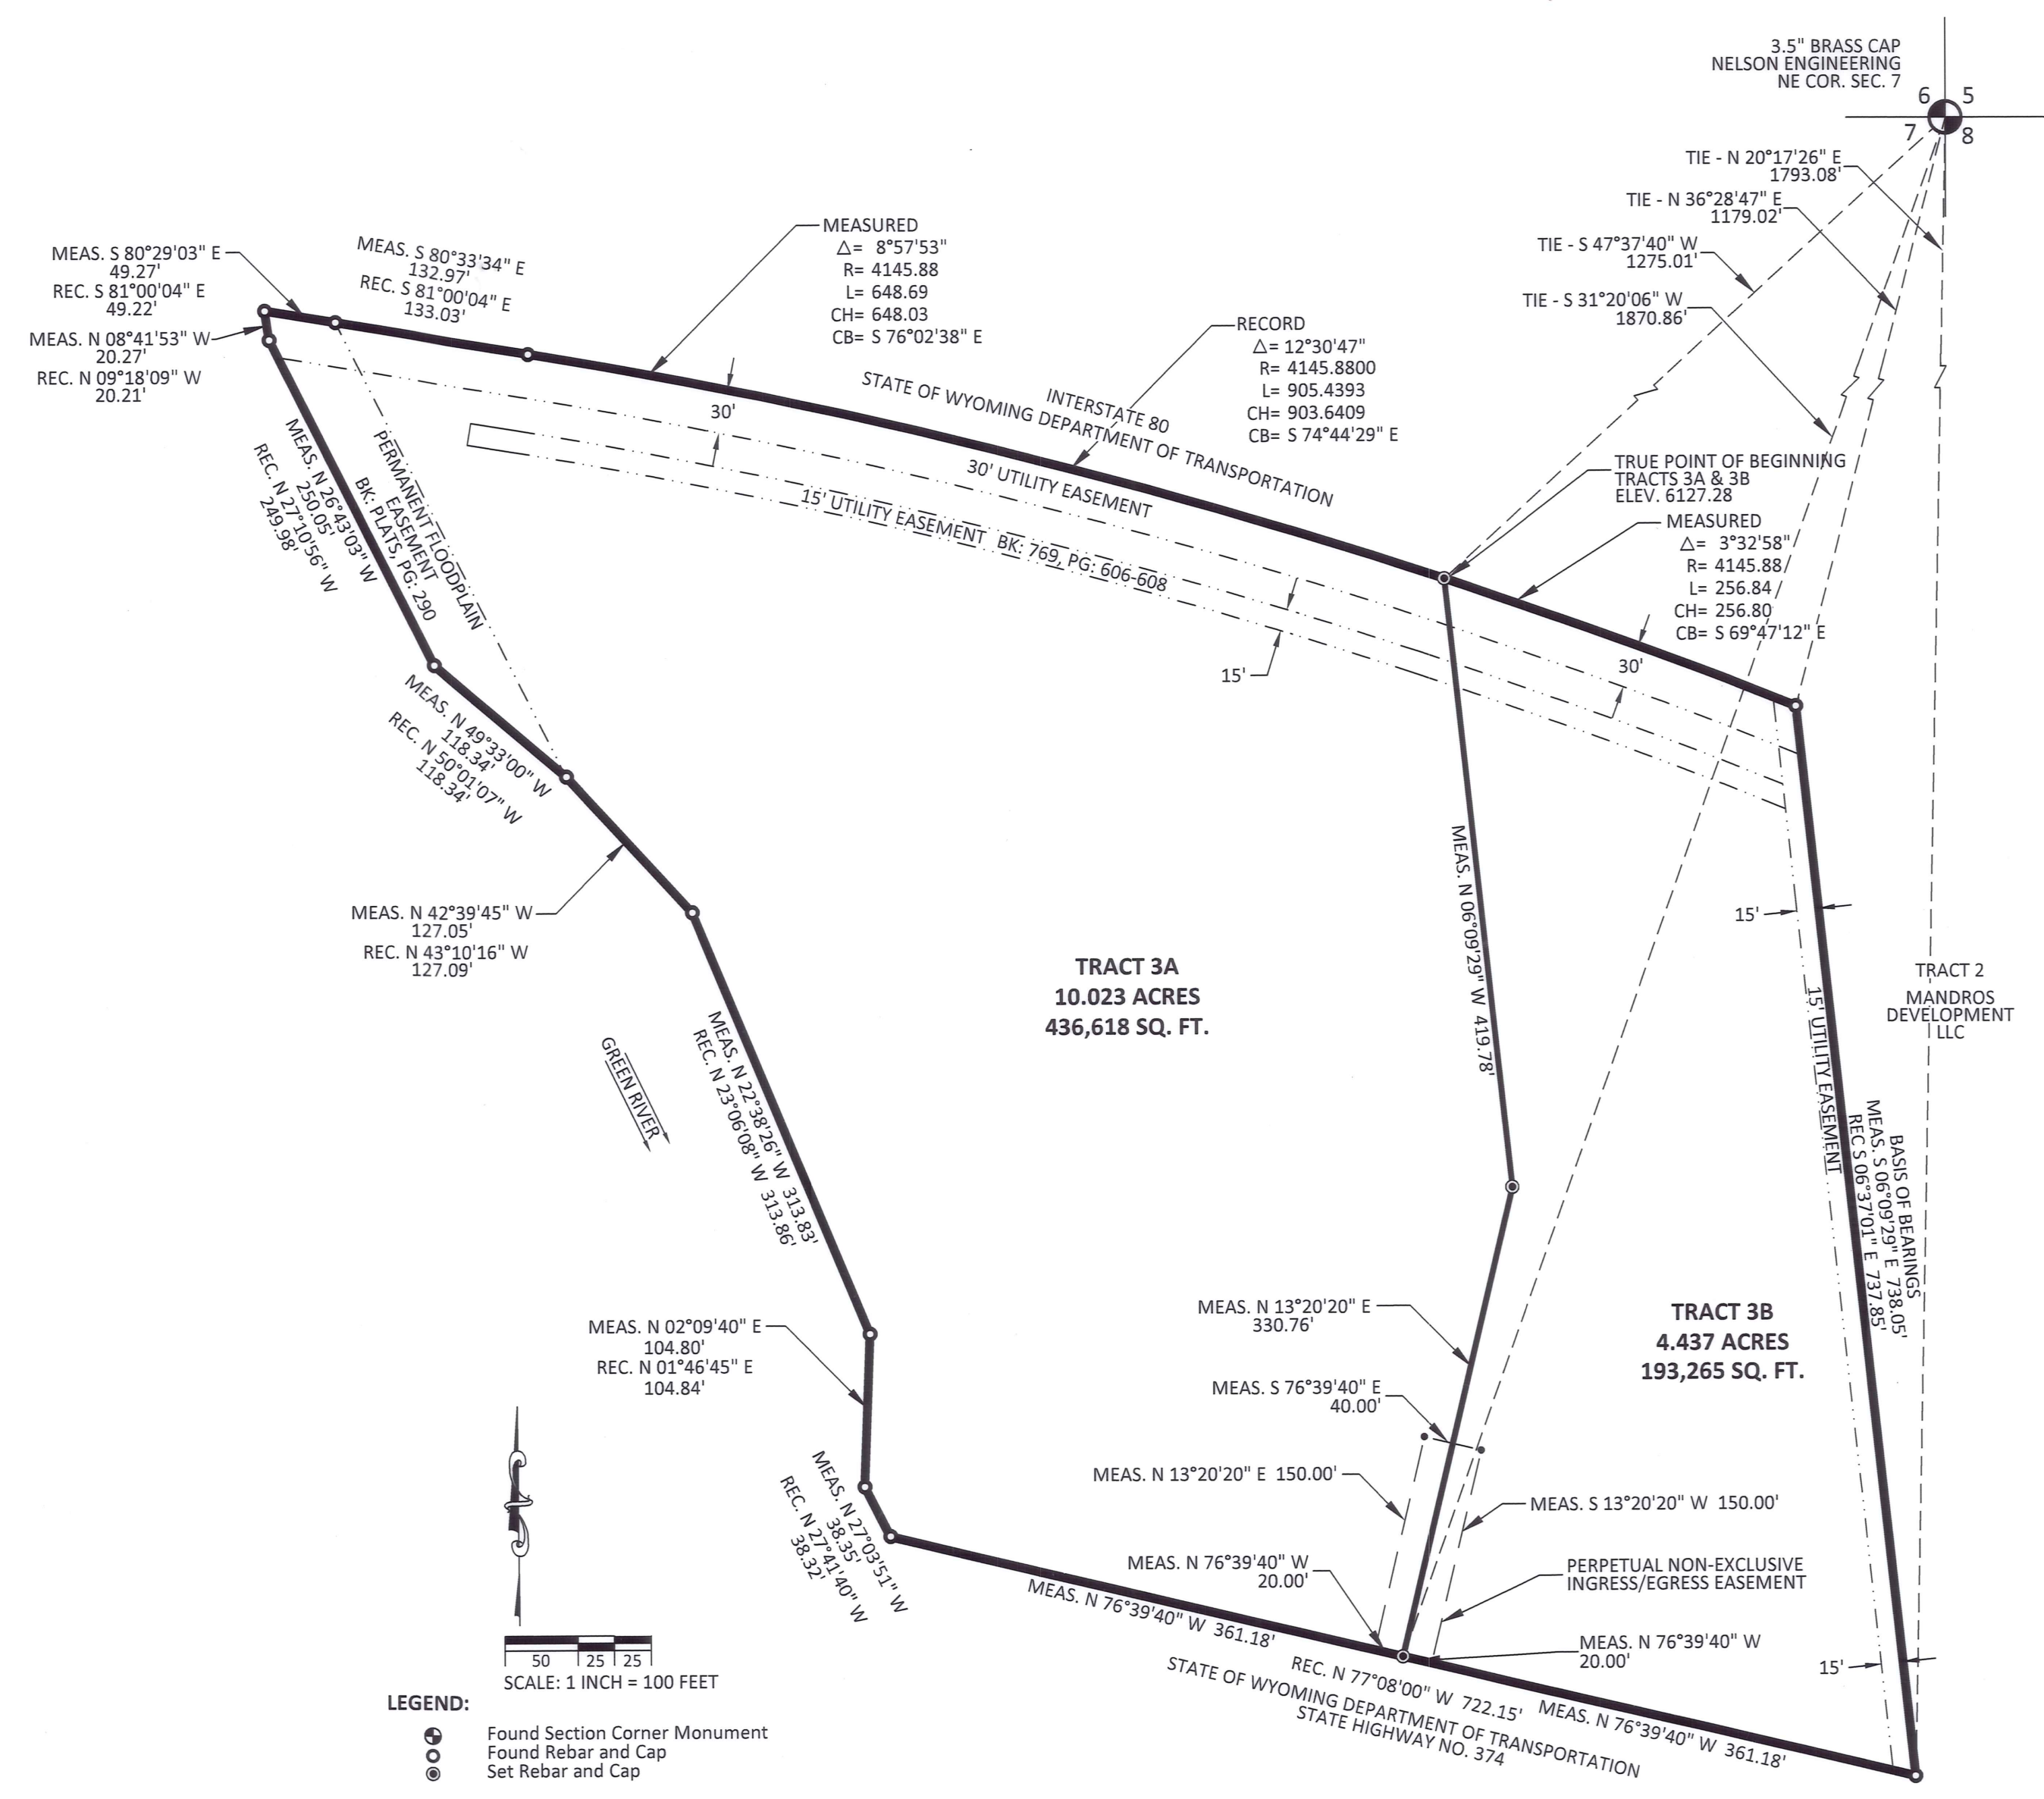 3.5" BRASS CAP
NELSON ENGINEERING
NE COR. SEC. 7
6 5
7 8
TIE - N 20°17'26" E
1793.08'
TIE - N 36°28'47" E
1179.02'
TIE - S 47°37'40" W
1275.01'
TIE - S 31°20'06" W
1870.86'
MEAS. S 80°29'03" E
49.27'
REC. S 81°00'04" E
49.22'
MEAS. N 08°41'53" W
20.27'
REC. N 09°18'09" W
20.21'
MEAS. S 80°33'34" E
132.97'
REC. S 81°00'04" E
133.03'
MEASURED
△= 8°57'53"
R= 4145.88
L= 648.69
CH= 648.03
CB= S 76°02'38" E
RECORD
△= 12°30'47"
R= 4145.8800
L= 905.4393
CH= 903.6409
CB= S 74°44'29" E
INTERSTATE 80
STATE OF WYOMING DEPARTMENT OF TRANSPORTATION
30'
30' UTILITY EASEMENT
15' UTILITY EASEMENT BK: 769, PG: 606-608
15'
TRUE POINT OF BEGINNING
TRACTS 3A & 3B
ELEV. 6127.28
MEASURED
△= 3°32'58"
R= 4145.88
L= 256.84
CH= 256.80
CB= S 69°47'12" E
30'
MEAS. N 26°43'03" W
250.05'
REC. N 27°10'56" W
249.98'
PERMANENT FLOODPLAIN
EASEMENT
BK: PLATS, PG: 290
MEAS. N 49°33'00" W
118.34'
REC. N 50°01'07" W
118.34'
MEAS. N 42°39'45" W
127.05'
REC. N 43°10'16" W
127.09'
GREEN RIVER
MEAS. N 22°38'26" W 313.83'
REC. N 23°06'08" W 313.86'
TRACT 3A
10.023 ACRES
436,618 SQ. FT.
MEAS. N 06°09'29" W 419.78'
15'
15' UTILITY EASEMENT
TRACT 2
MANDROS
DEVELOPMENT
LLC
BASIS OF BEARINGS
MEAS. S 06°09'29" E 738.05'
REC S 06°37'01" E 737.85'
MEAS. N 02°09'40" E
104.80'
REC. N 01°46'45" E
104.84'
MEAS. N 13°20'20" E
330.76'
TRACT 3B
4.437 ACRES
193,265 SQ. FT.
MEAS. S 76°39'40" E
40.00'
MEAS. N 13°20'20" E 150.00'
MEAS. S 13°20'20" W 150.00'
MEAS. N 27°03'51" W
38.35'
REC. N 27°41'40" W
38.32'
MEAS. N 76°39'40" W
20.00'
PERPETUAL NON-EXCLUSIVE
INGRESS/EGRESS EASEMENT
MEAS. N 76°39'40" W
20.00'
15'
MEAS. N 76°39'40" W 361.18'
REC. N 77°08'00" W 722.15'
MEAS. N 76°39'40" W 361.18'
STATE OF WYOMING DEPARTMENT OF TRANSPORTATION
STATE HIGHWAY NO. 374
50 25 25
SCALE: 1 INCH = 100 FEET
LEGEND:
Found Section Corner Monument
Found Rebar and Cap
Set Rebar and Cap